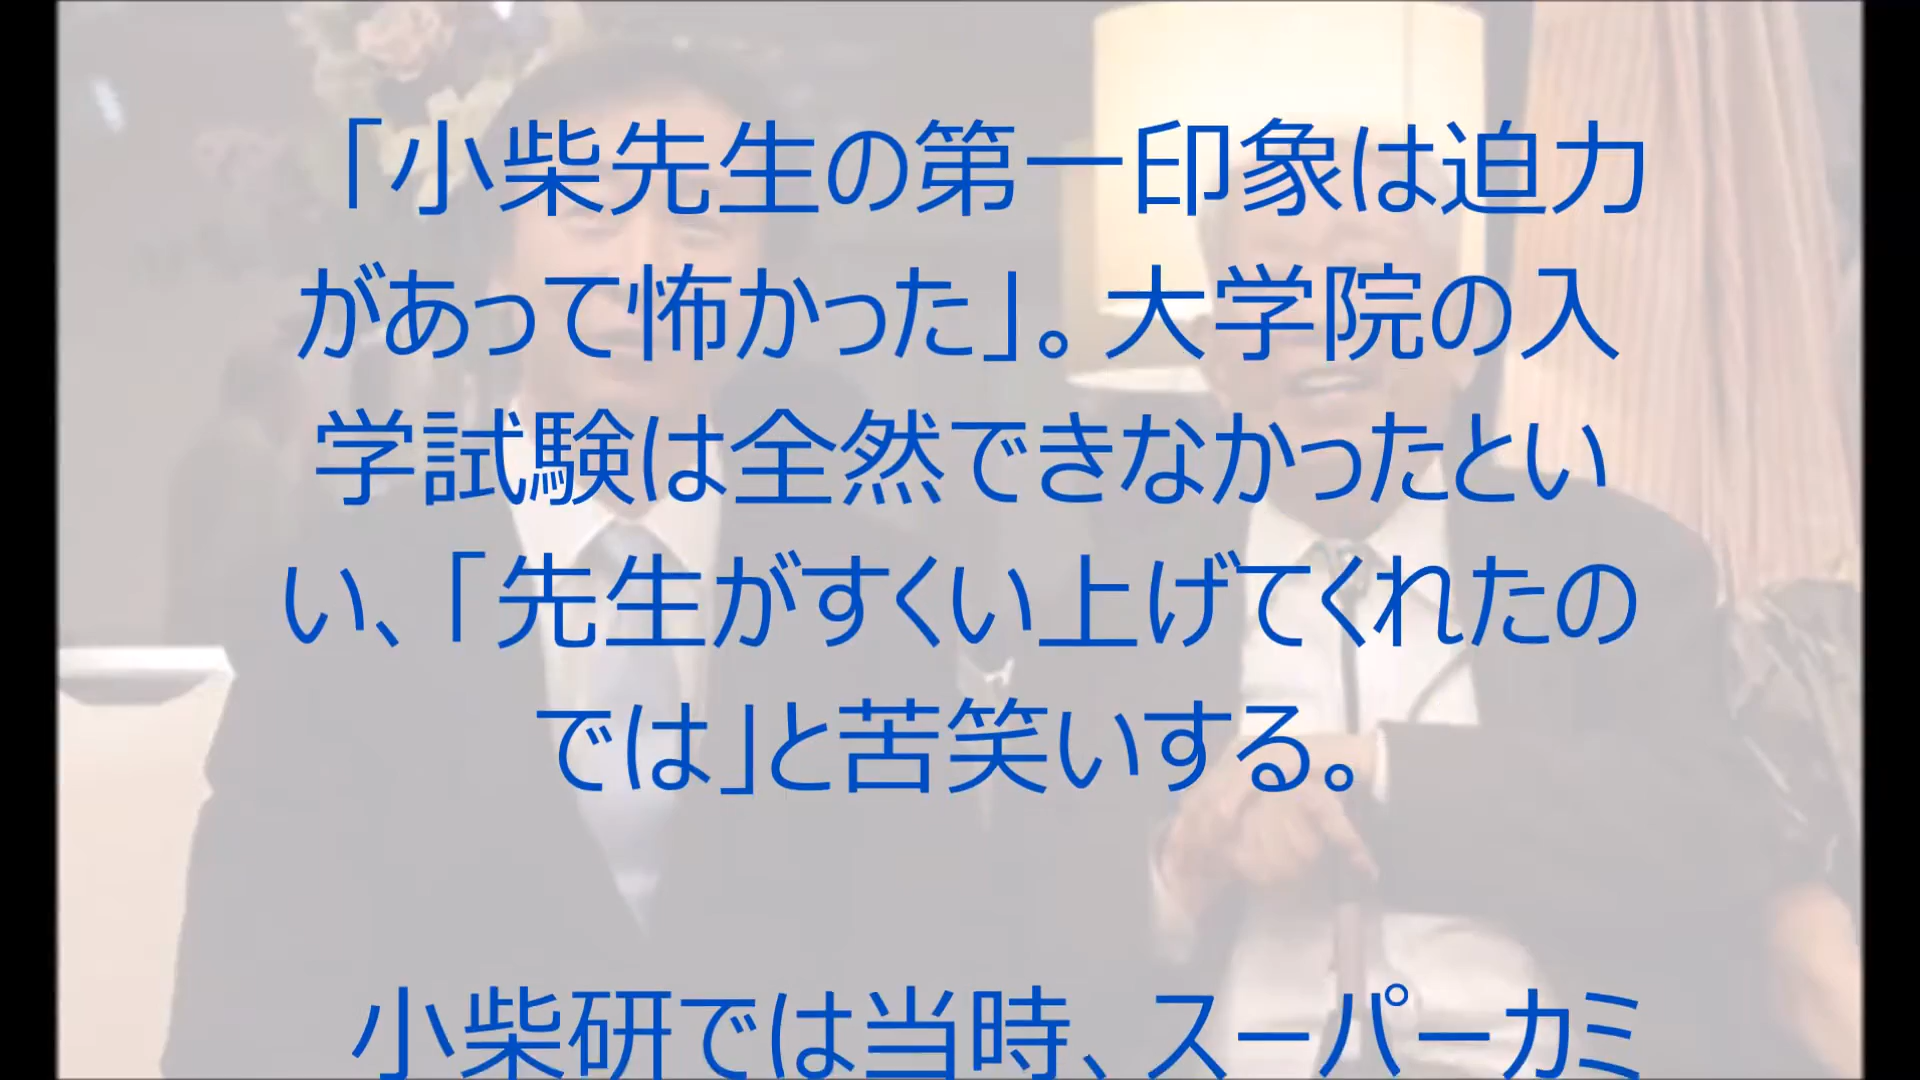 「小柴先生の第一印象は迫力
があって怖かった」。大学院の入
学試験は全然できなかったとい
い、「先生がすくい上げてくれたの
では」と苦笑いする。
小柴研では当時、スーパーカミ